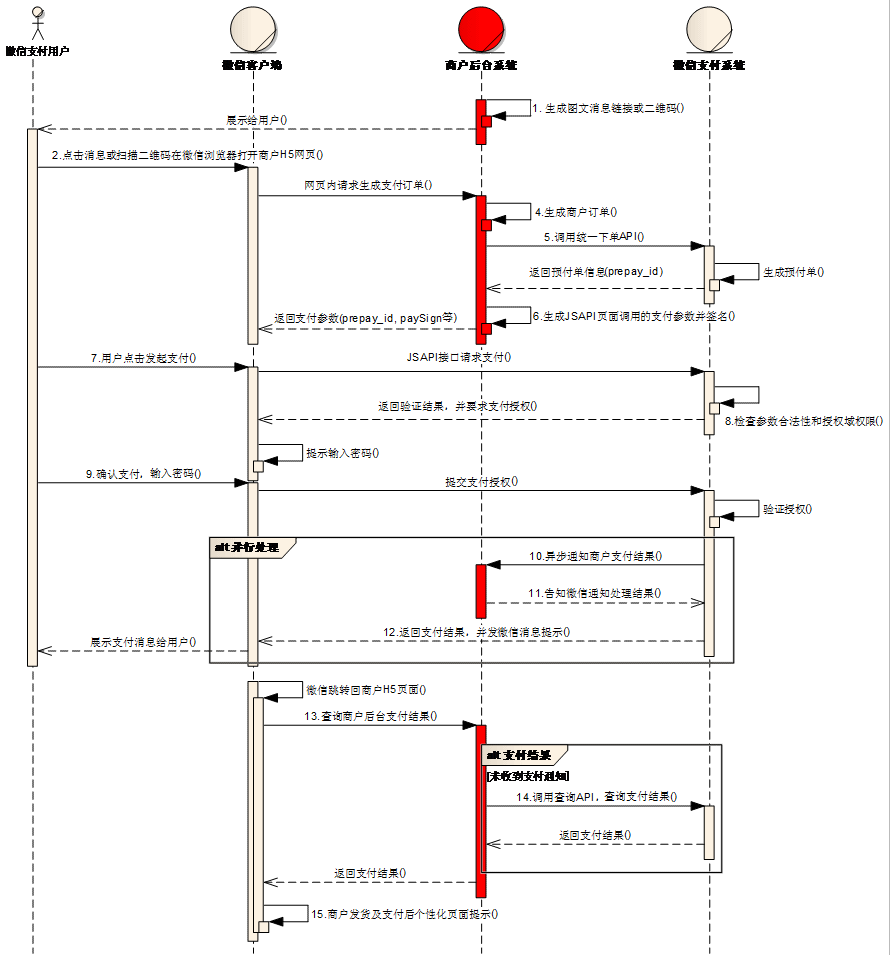 微信支付用户
微信客户端
商户后台系统
微信支付系统
1. 生成图文消息链接或二维码()
展示给用户()
2.点击消息或扫描二维码在微信浏览器打开商户H5网页()
网页内请求生成支付订单()
4.生成商户订单()
5.调用统一下单API()
返回预付单信息(prepay_id)
生成预付单()
返回支付参数(prepay_id, paySign等)
6.生成JSAPI页面调用的支付参数并签名()
7.用户点击发起支付()
JSAPI接口请求支付()
返回验证结果，并要求支付授权()
8.检查参数合法性和授权域权限()
提示输入密码()
9.确认支付，输入密码()
提交支付授权()
验证授权()
alt 并行处理
10.异步通知商户支付结果()
11.告知微信通知处理结果()
12.返回支付结果，并发微信消息提示()
展示支付消息给用户()
微信跳转回商户H5页面()
13.查询商户后台支付结果()
alt 支付结果
[未收到支付通知]
14.调用查询API，查询支付结果()
返回支付结果()
返回支付结果()
15.商户发货及支付后个性化页面提示()